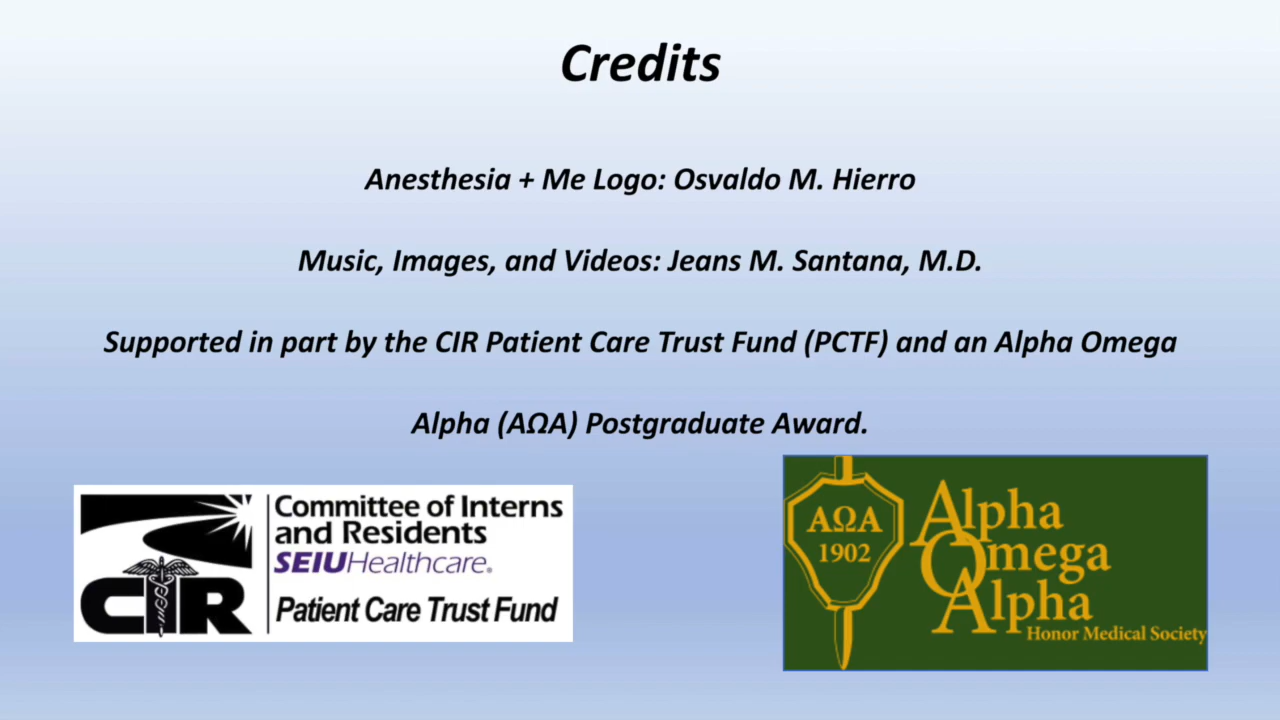 Credits
Anesthesia + Me Logo: Osvaldo M. Hierro
Music, Images, and Videos: Jeans M. Santana, M.D.
Supported in part by the CIR Patient Care Trust Fund (PCTF) and an Alpha Omega
Alpha (AΩA) Postgraduate Award.
CIR
Committee of Interns
and Residents
SEIUHealthcare®
Patient Care Trust Fund
AΩA
1902
Alpha
Omega
Alpha
Honor Medical Society